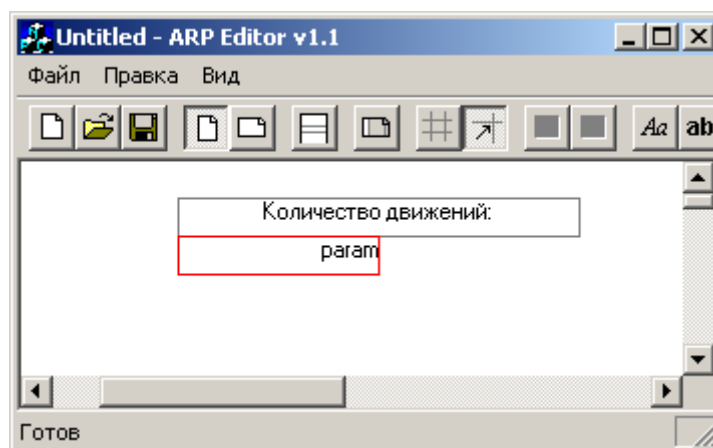 Untitled - ARP Editor v1.1
Файл Правка Вид
Aa ab
Количество движений:
param
Готов